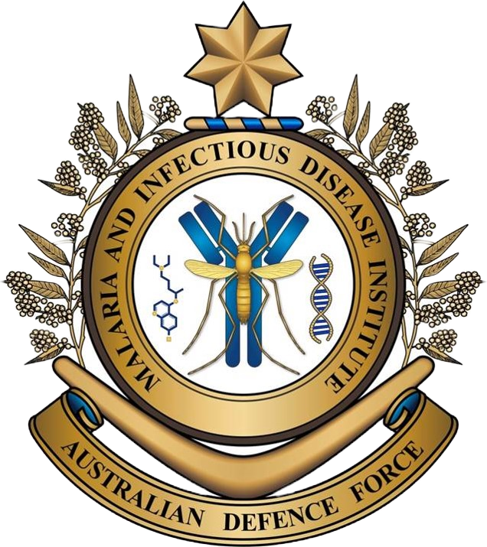 MALARIA AND INFECTIOUS DISEASE INSTITUTE
AUSTRALIAN DEFENCE FORCE